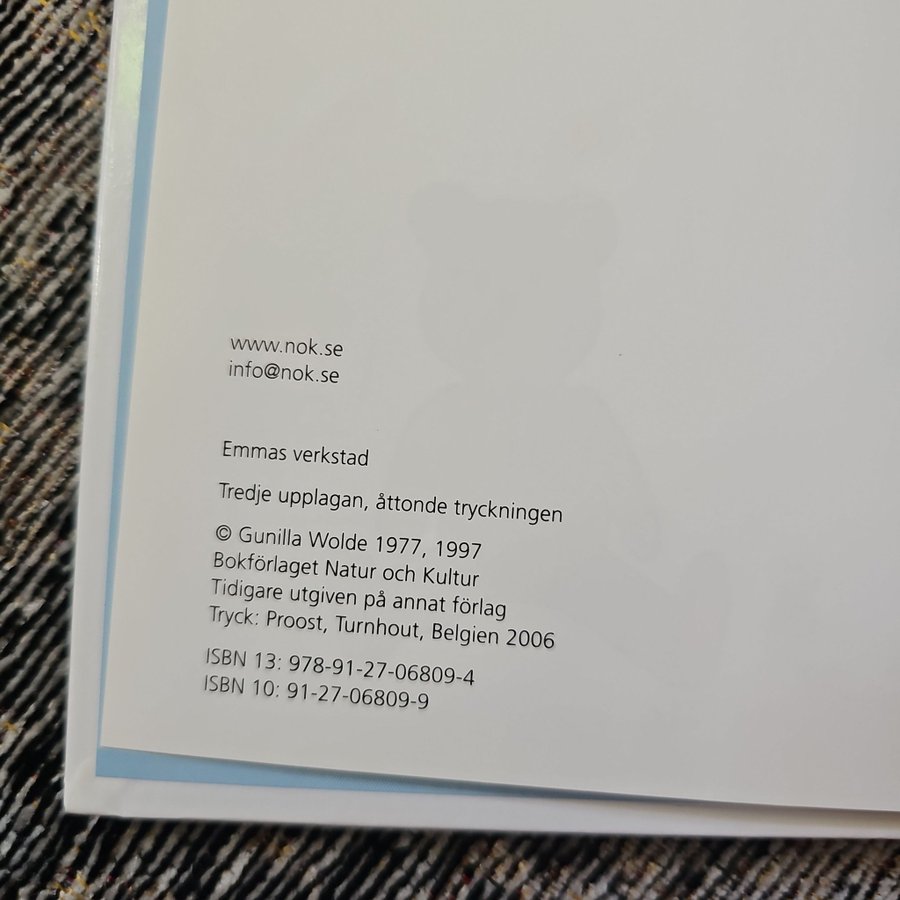 www.nok.se
info@nok.se
Emmas verkstad
Tredje upplagan, åttonde tryckningen
© Gunilla Wolde 1977, 1997
Bokförlaget Natur och Kultur
Tidigare utgiven på annat förlag
Tryck: Proost, Turnhout, Belgien 2006
ISBN 13: 978-91-27-06809-4
ISBN 10: 91-27-06809-9